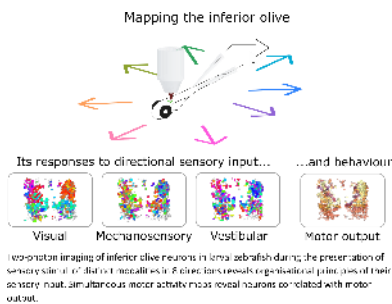 Mapping the inferior olive
Its responses to directional sensory input... ...and behaviour
Visual Mechanosensory Vestibular Motor output
Two-photon imaging of inferior olive neurons in larval zebrafish during the presentation of
sensory stimuli of distinct modalities in 8 directions reveals organisational principles of their
sensory input. Simultaneous motor activity maps reveal neurons correlated with motor
output.